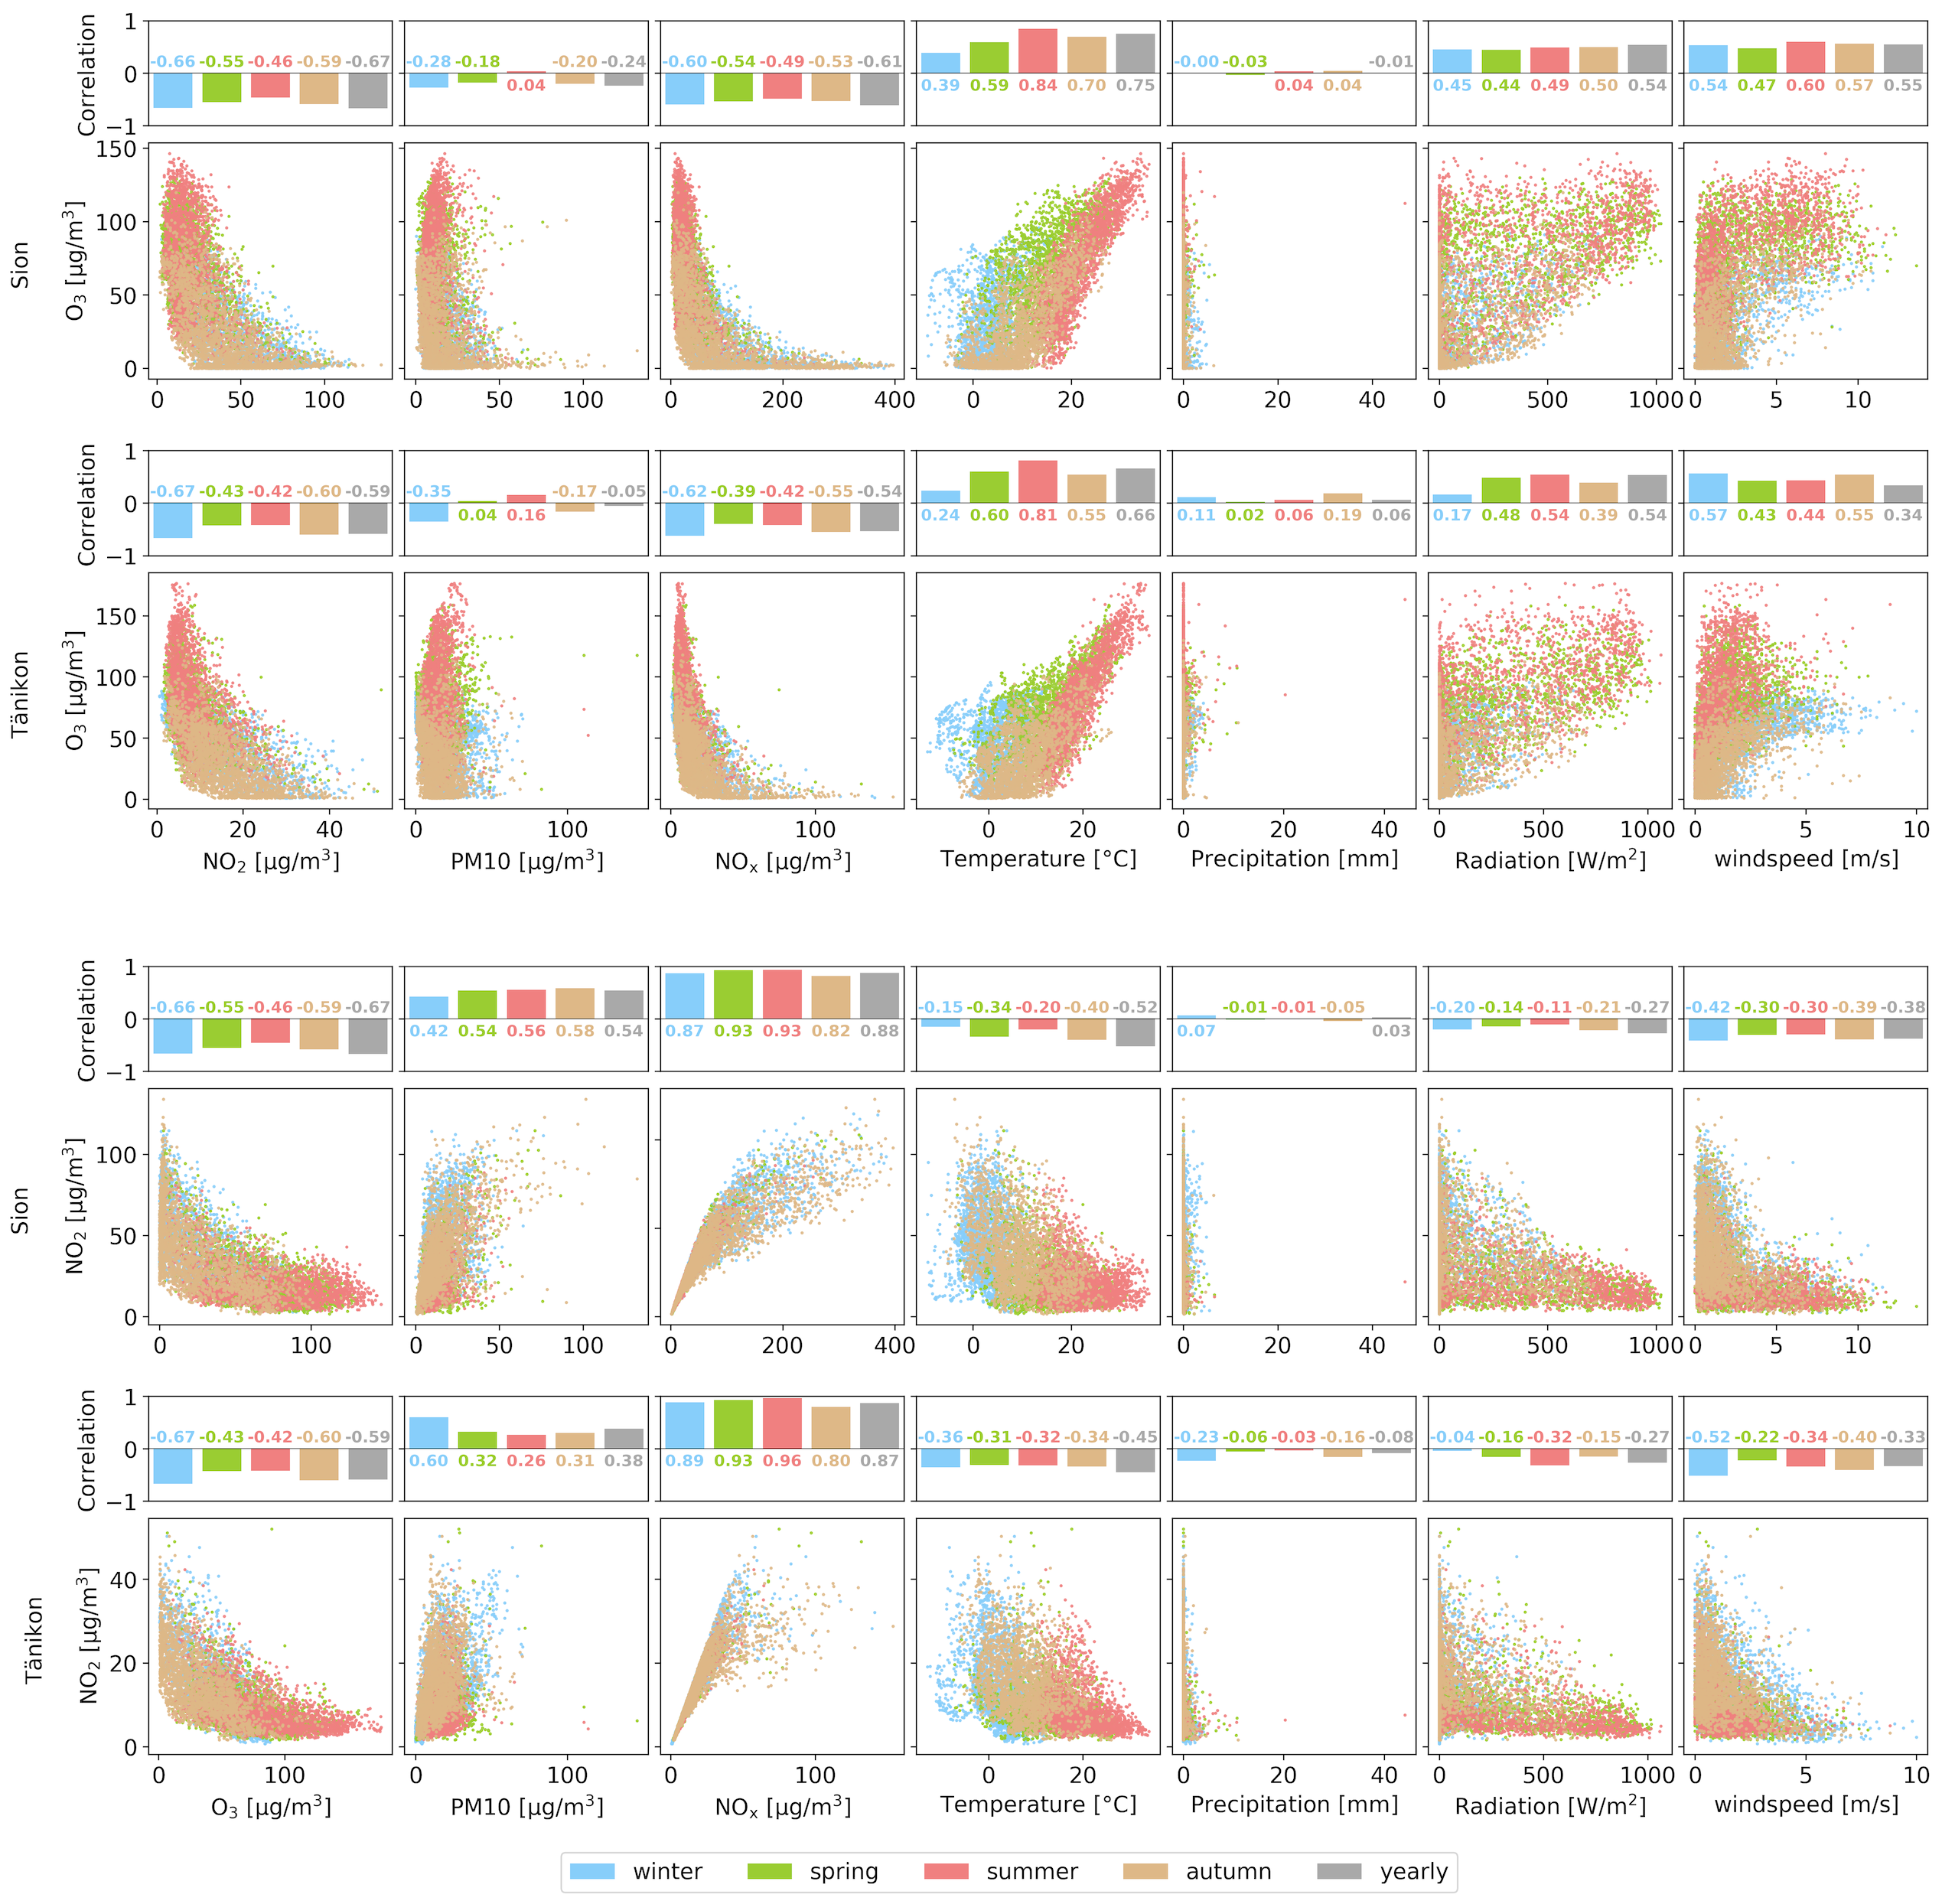 Correlation
1
0
−1
-0.66 -0.55 -0.46 -0.59 -0.67
-0.28 -0.18 0.04 -0.20 -0.24
-0.60 -0.54 -0.49 -0.53 -0.61
0.39 0.59 0.84 0.70 0.75
-0.00 -0.03 0.04 0.04 -0.01
0.45 0.44 0.49 0.50 0.54
0.54 0.47 0.60 0.57 0.55
Sion
O3 [µg/m3]
150
100
50
0
0 50 100
0 50 100
0 200 400
0 20
0 20 40
0 500 1000
0 5 10
Correlation
1
0
−1
-0.67 -0.43 -0.42 -0.60 -0.59
-0.35 0.04 0.16 -0.17 -0.05
-0.62 -0.39 -0.42 -0.55 -0.54
0.24 0.60 0.81 0.55 0.66
0.11 0.02 0.06 0.19 0.06
0.17 0.48 0.54 0.39 0.54
0.57 0.43 0.44 0.55 0.34
Tänikon
O3 [µg/m3]
150
100
50
0
0 20 40
0 100
0 100
0 20
0 20 40
0 500 1000
0 5 10
NO2 [µg/m3]
PM10 [µg/m3]
NOx [µg/m3]
Temperature [°C]
Precipitation [mm]
Radiation [W/m2]
windspeed [m/s]
Correlation
1
0
−1
-0.66 -0.55 -0.46 -0.59 -0.67
0.42 0.54 0.56 0.58 0.54
0.87 0.93 0.93 0.82 0.88
-0.15 -0.34 -0.20 -0.40 -0.52
0.07 -0.01 -0.01 -0.05 0.03
-0.20 -0.14 -0.11 -0.21 -0.27
-0.42 -0.30 -0.30 -0.39 -0.38
Sion
NO2 [µg/m3]
100
50
0
0 100
0 50 100
0 200 400
0 20
0 20 40
0 500 1000
0 5 10
Correlation
1
0
−1
-0.67 -0.43 -0.42 -0.60 -0.59
0.60 0.32 0.26 0.31 0.38
0.89 0.93 0.96 0.80 0.87
-0.36 -0.31 -0.32 -0.34 -0.45
-0.23 -0.06 -0.03 -0.16 -0.08
-0.04 -0.16 -0.32 -0.15 -0.27
-0.52 -0.22 -0.34 -0.40 -0.33
Tänikon
NO2 [µg/m3]
40
20
0
0 100
0 100
0 100
0 20
0 20 40
0 500 1000
0 5 10
O3 [µg/m3]
PM10 [µg/m3]
NOx [µg/m3]
Temperature [°C]
Precipitation [mm]
Radiation [W/m2]
windspeed [m/s]
winter spring summer autumn yearly